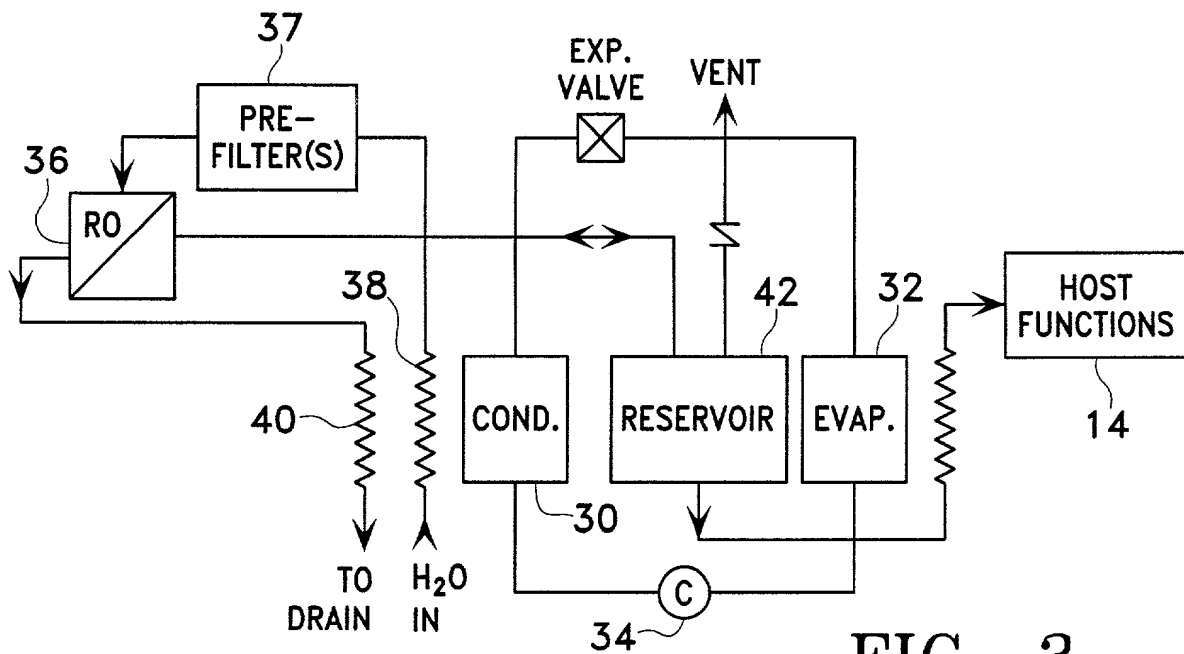 37
PRE-
FILTER(S)
EXP.
VALVE
VENT
36
RO
38
42
32
HOST
FUNCTIONS
14
40
COND.
RESERVOIR
EVAP.
30
TO
DRAIN
H₂O
IN
C
34
FIG. 3